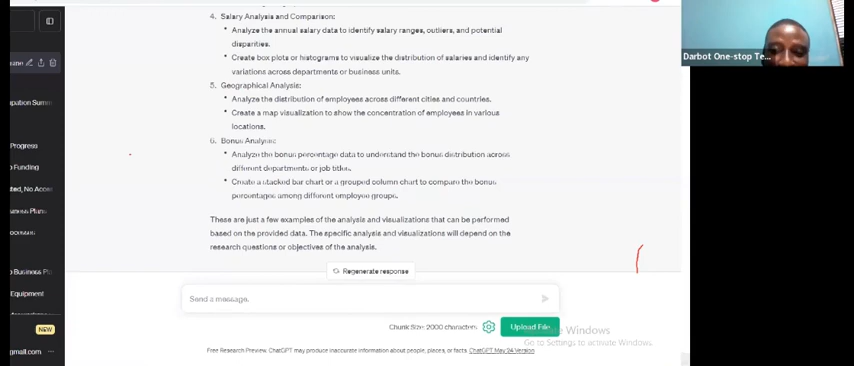 4. Salary Analysis and Comparison:
• Analyze the annual salary data to identify salary ranges, outliers, and potential
disparities.
• Create box plots or histograms to visualize the distribution of salaries and identify any
variations across departments or business units.
5. Geographical Analysis:
• Analyze the distribution of employees across different cities and countries.
• Create a map visualization to show the concentration of employees in various
locations.
6. Bonus Analysis:
• Analyze the bonus percentage data to understand the bonus distribution across
different departments or job titles.
• Create a stacked bar chart or a grouped column chart to compare the bonus
percentages among different employee groups.
These are just a few examples of the analysis and visualizations that can be performed
based on the provided data. The specific analysis and visualizations will depend on the
research questions or objectives of the analysis.
Regenerate response
Send a message.
Chunk Size: 2000 characters
Upload File
Free Research Preview. ChatGPT may produce inaccurate information about people, places, or facts. ChatGPT May 24 Version
Windows
Go to Settings to activate Windows.
Progress
Funding
Business Plans
Equipment
NEW
gmail.com
Darbot One-stop Te...